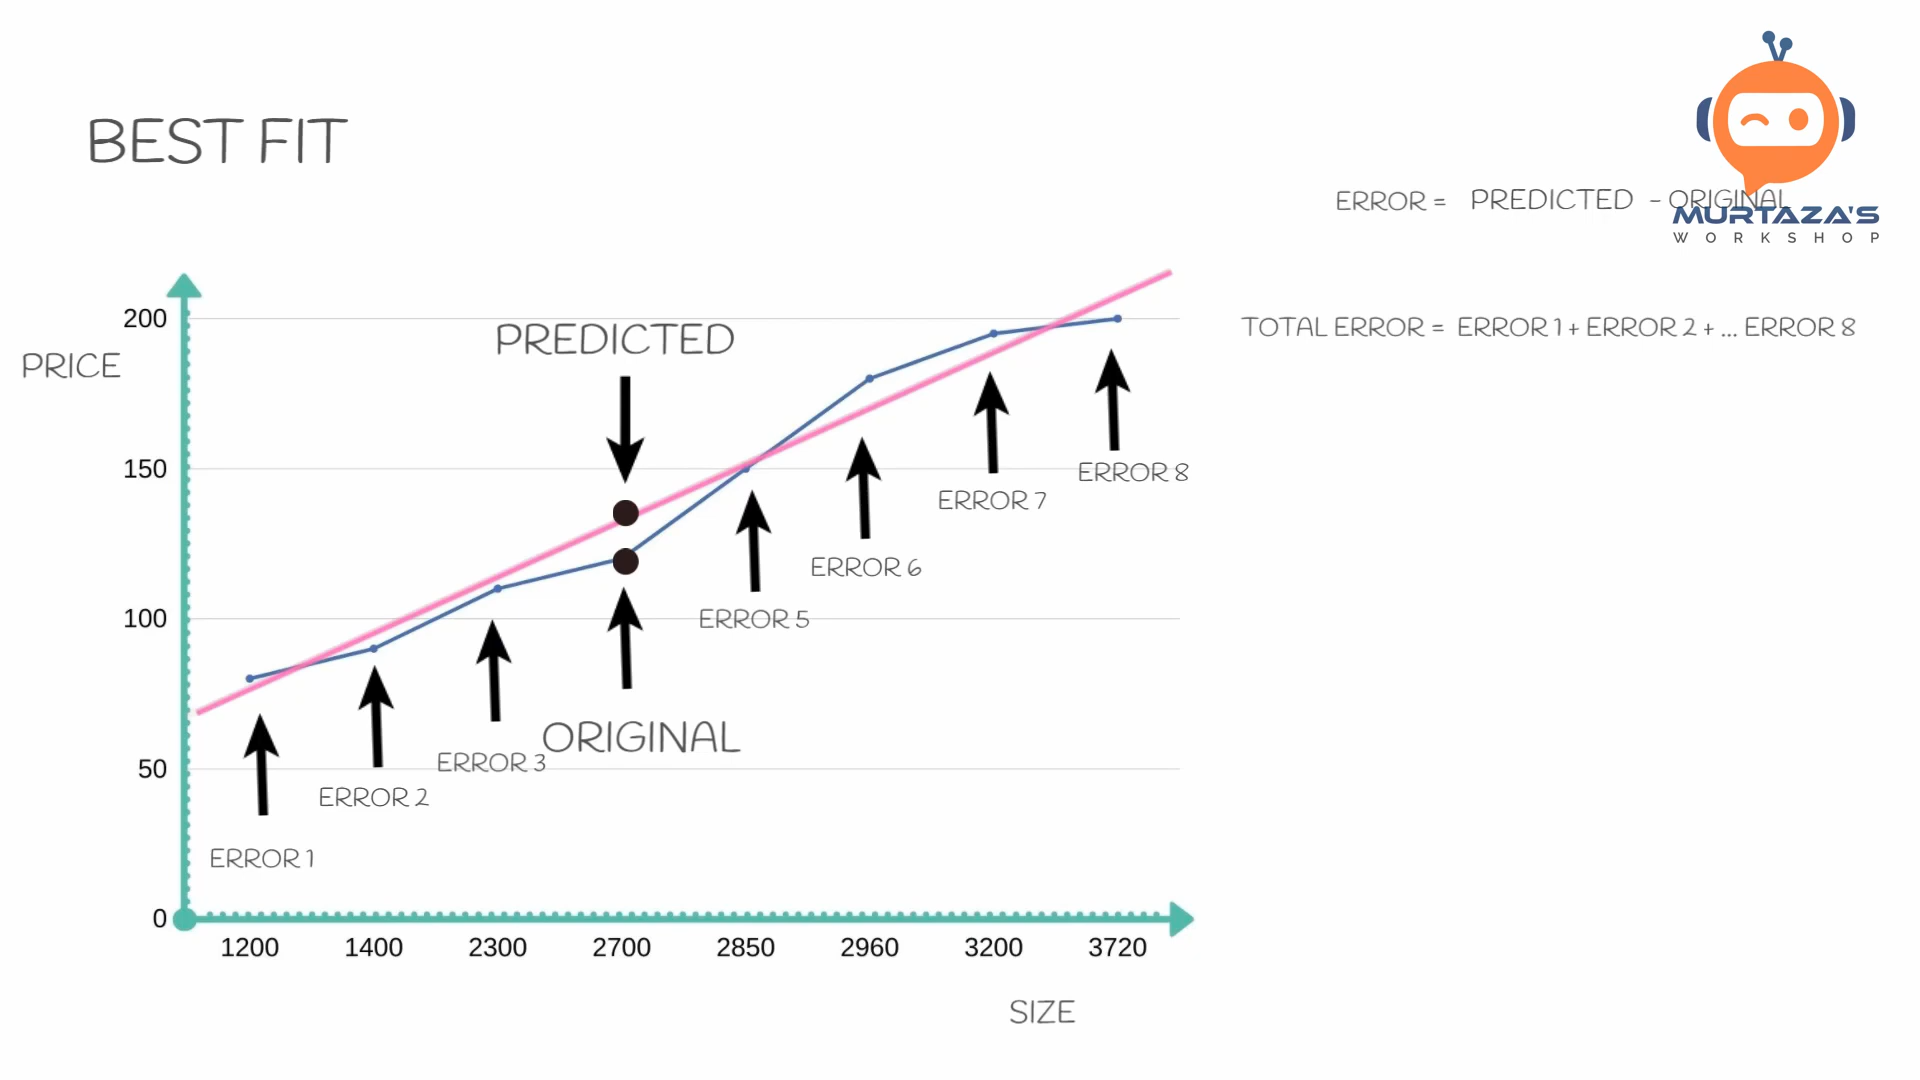 BEST FIT
ERROR = PREDICTED - ORIGINAL
MURTAZA'S
WORKSHOP
200
PREDICTED
TOTAL ERROR = ERROR 1 + ERROR 2 + ... ERROR 8
PRICE
150
ERROR 8
ERROR 7
ERROR 6
100
ERROR 5
ORIGINAL
ERROR 3
50
ERROR 2
ERROR 1
0
1200 1400 2300 2700 2850 2960 3200 3720
SIZE